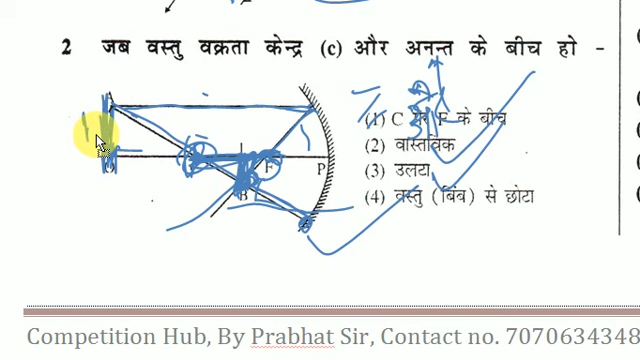 2 जब वस्तु वक्रता केन्द्र (c) और अनन्त के बीच हो -
(1) C और F के बीच
(2) वास्तविक
(3) उलटा
(4) वस्तु (बिंब) से छोटा
F
P
B
Competition Hub, By Prabhat Sir, Contact no. 7070634348